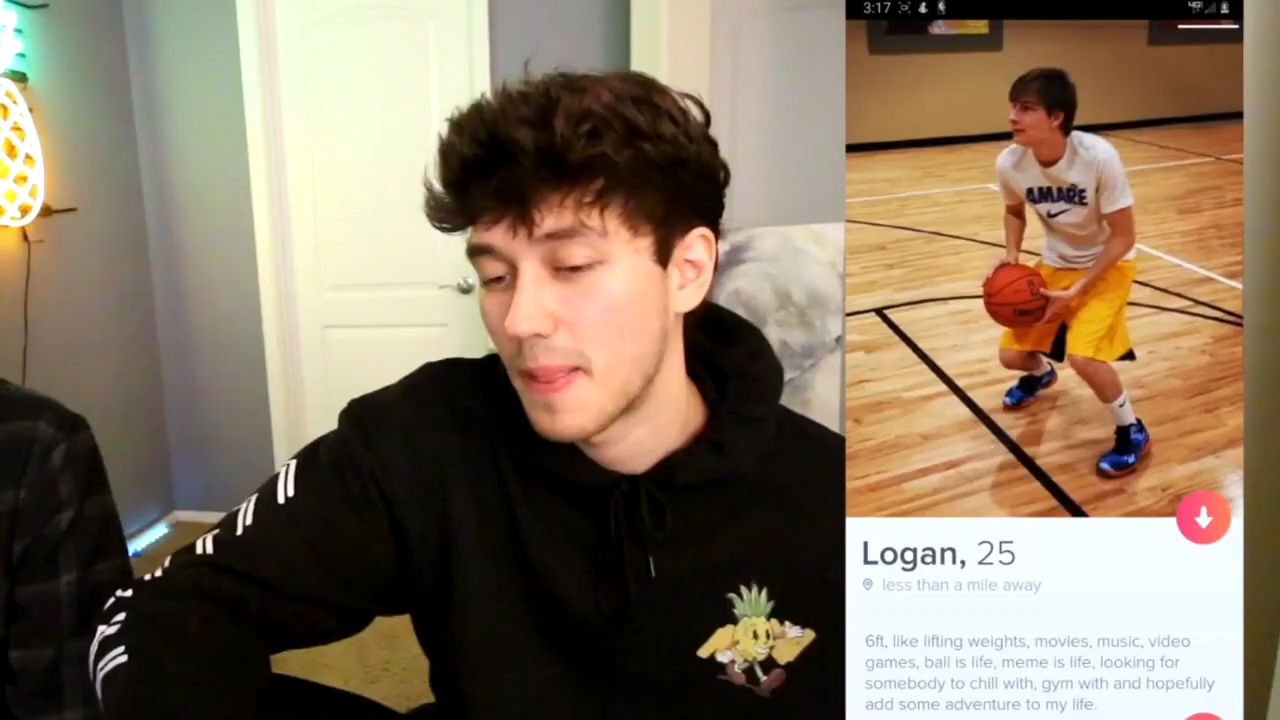 3:17
4G
AMARE
Logan, 25
less than a mile away
6ft, like lifting weights, movies, music, video
games, ball is life, meme is life, looking for
somebody to chill with, gym with and hopefully
add some adventure to my life.